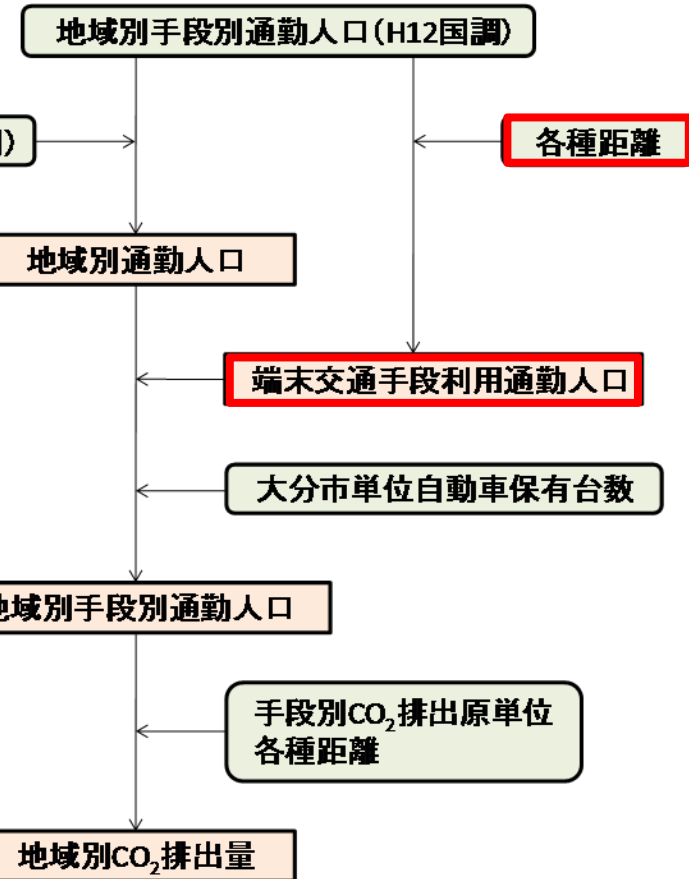 地域別手段別通勤人口(H12国調)
)
各種距離
地域別通勤人口
端末交通手段利用通勤人口
大分市単位自動車保有台数
地域別手段別通勤人口
手段別CO₂排出原単位
各種距離
地域別CO₂排出量